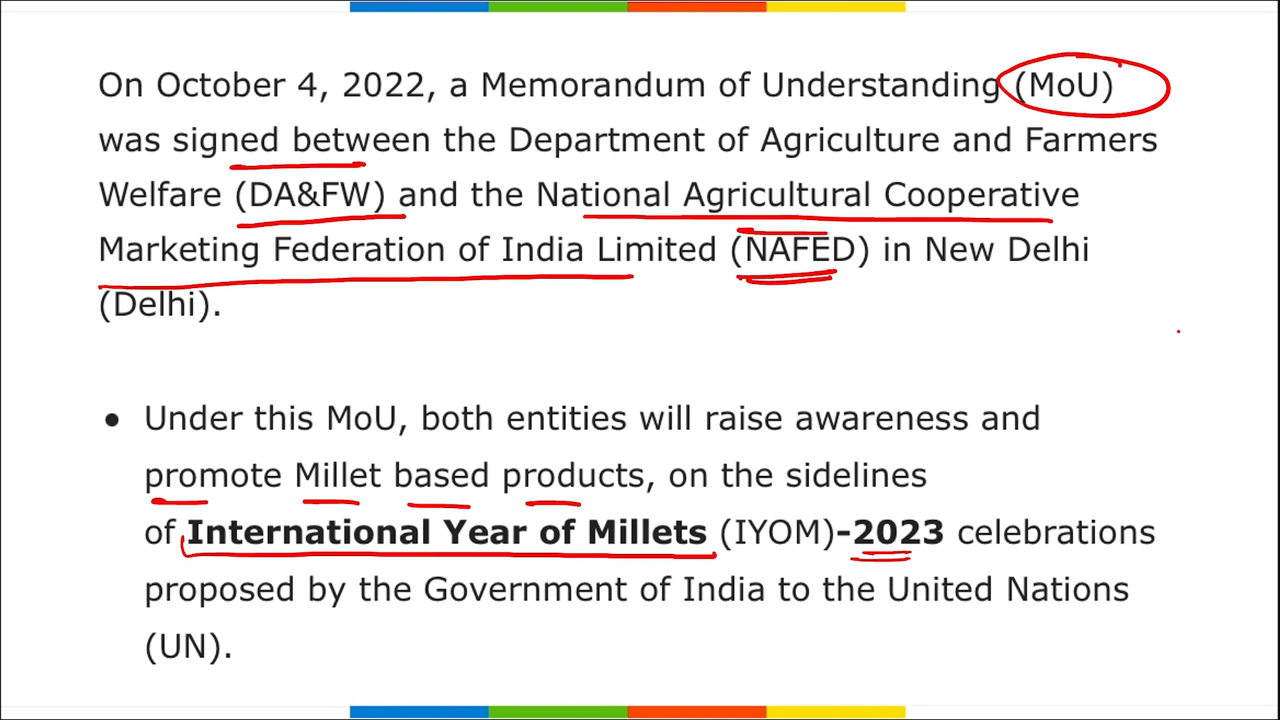 On October 4, 2022, a Memorandum of Understanding (MoU)
was signed between the Department of Agriculture and Farmers
Welfare (DA&FW) and the National Agricultural Cooperative
Marketing Federation of India Limited (NAFED) in New Delhi
(Delhi).
• Under this MoU, both entities will raise awareness and
promote Millet based products, on the sidelines
of International Year of Millets (IYOM)-2023 celebrations
proposed by the Government of India to the United Nations
(UN).